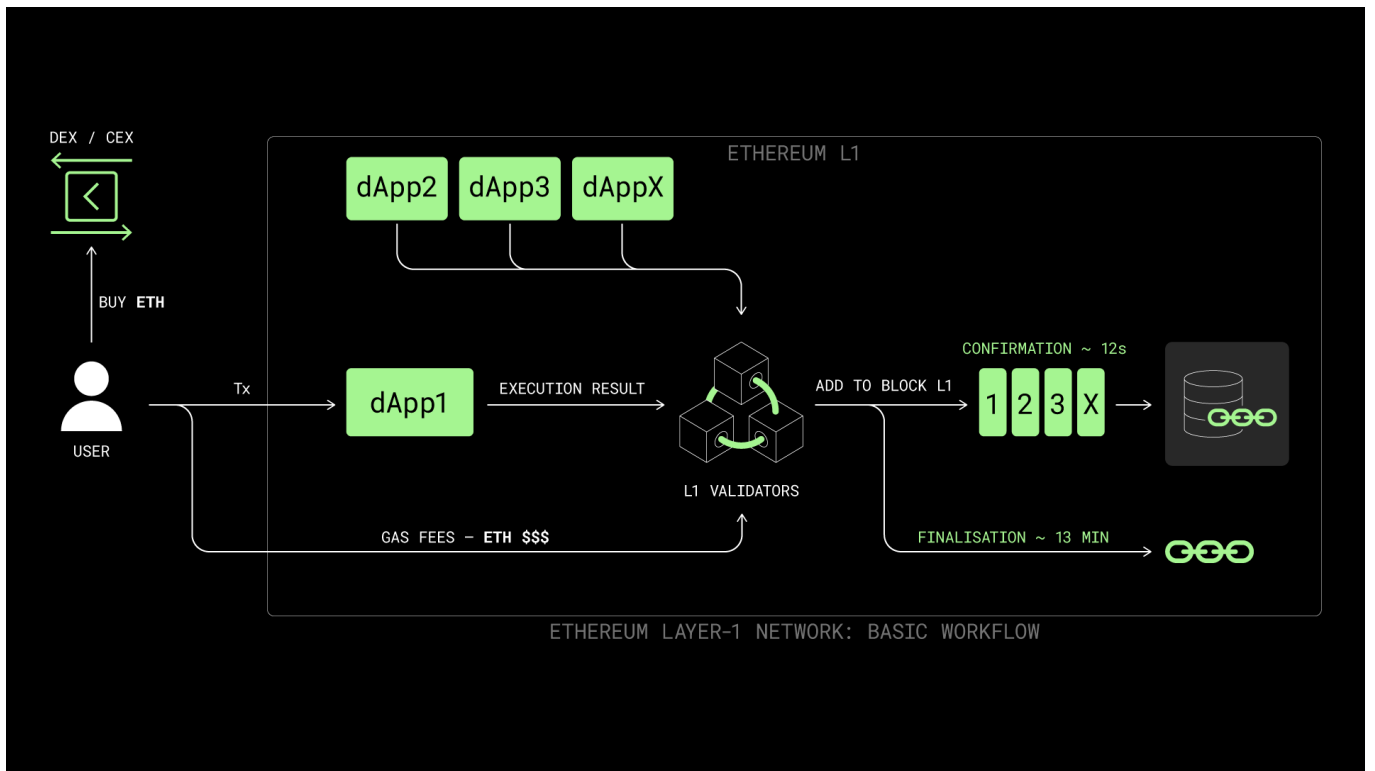 DEX / CEX
ETHEREUM L1
dApp2
dApp3
dAppX
BUY ETH
CONFIRMATION ~ 12s
Tx
EXECUTION RESULT
ADD TO BLOCK L1
dApp1
1 2 3 X
USER
L1 VALIDATORS
GAS FEES – ETH $$$
FINALISATION ~ 13 MIN
ETHEREUM LAYER-1 NETWORK: BASIC WORKFLOW